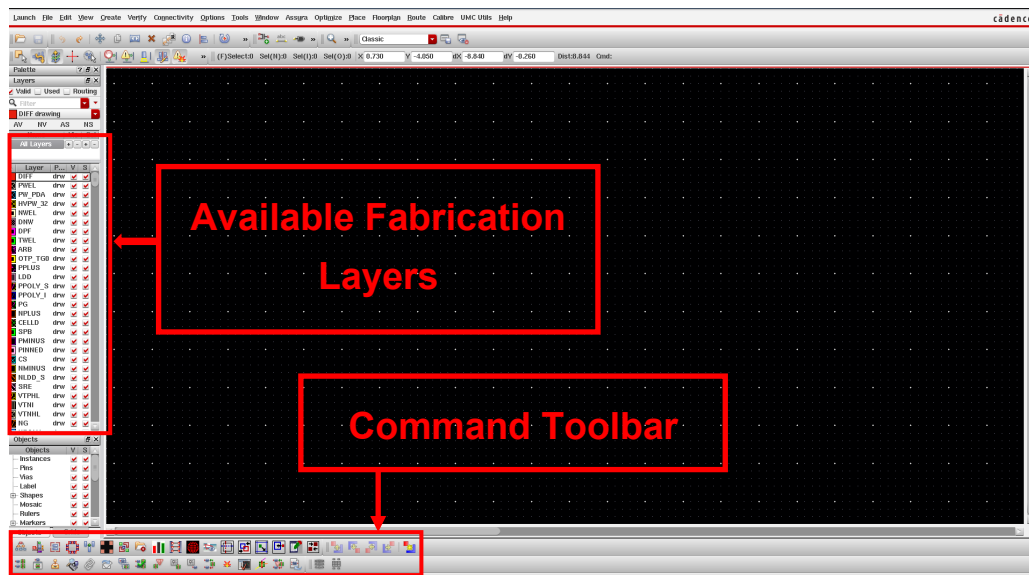 Launch File Edit View Create Verify Connectivity Options Tools Window Assura Optimize Place Floorplan Route Calibre UMC Utils Help
cādence
» » » Classic
» (F)Select:0 Sel(N):0 Sel(I):0 Sel(O):0 X 0.730 Y -4.050 dX -8.840 dY -0.260 Dist:8.844 Cmd:
Palette ? X
Layers X
Valid Used Routing
Filter
DIFF drawing
AV NV AS NS
All Layers + - + -
Layer P... V S
DIFF drw
PWEL drw
PW_PDA drw
HVPW_32 drw
NWEL drw
DNW drw
DPF drw
TWEL drw
ARB drw
OTP_TG0 drw
PPLUS drw
LDD drw
PPOLY_S drw
PPOLY_I drw
PG drw
NPLUS drw
CELLD drw
SPB drw
PMINUS drw
PINNED drw
CS drw
NMINUS drw
NLDD_S drw
SRE drw
VTPHL drw
VTNI drw
VTNHL drw
NG drw
Available Fabrication
Layers
Command Toolbar
Objects X
Objects V S
Instances
Pins
Vias
Label
Shapes
Mosaic
Rulers
Markers